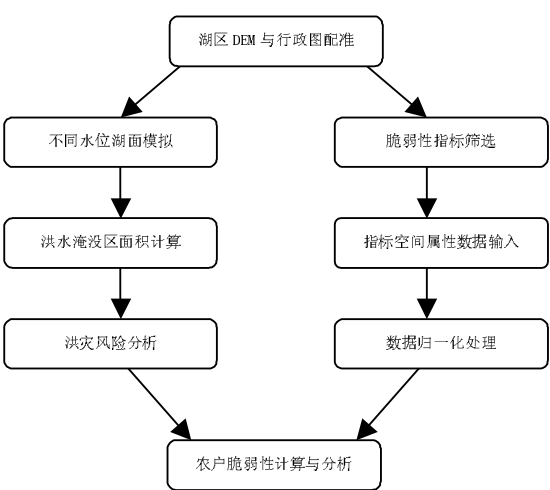 湖区 DEM 与行政图配准
不同水位湖面模拟
脆弱性指标筛选
洪水淹没区面积计算
指标空间属性数据输入
洪灾风险分析
数据归一化处理
农户脆弱性计算与分析